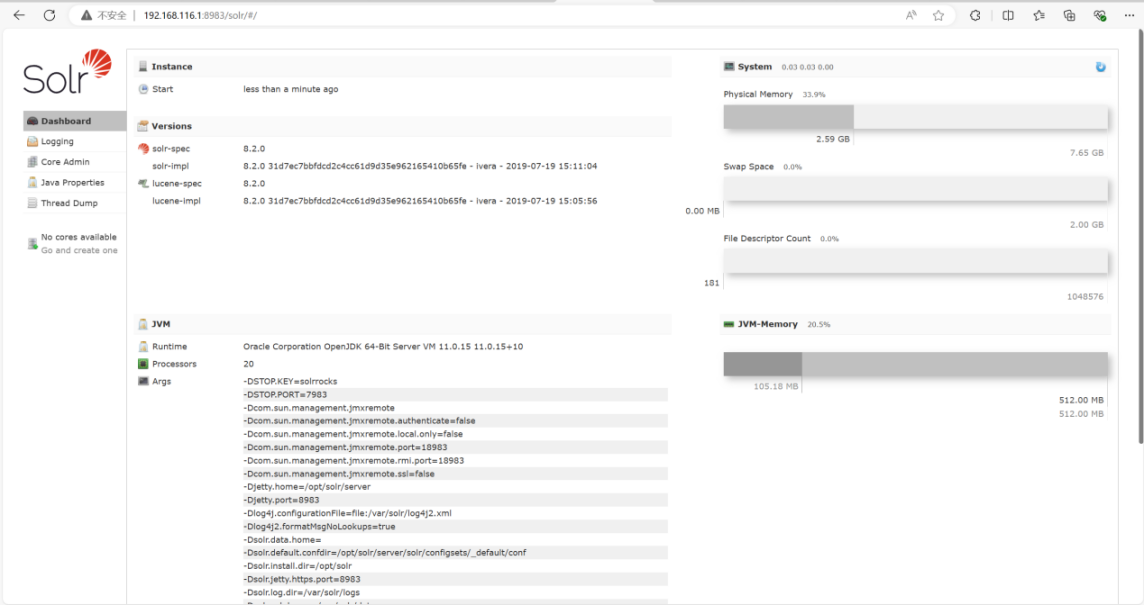 不安全 192.168.116.1:8983/solr/#/
Solr
Dashboard
Logging
Core Admin
Java Properties
Thread Dump
No cores available
Go and create one
Instance
Start less than a minute ago
Versions
solr-spec 8.2.0
solr-impl 8.2.0 31d7ec7bbfdcd2c4cc61d9d35e962165410b65fe - ivera - 2019-07-19 15:11:04
lucene-spec 8.2.0
lucene-impl 8.2.0 31d7ec7bbfdcd2c4cc61d9d35e962165410b65fe - ivera - 2019-07-19 15:05:56
System 0.03 0.03 0.00
Physical Memory 33.9%
2.59 GB
7.65 GB
Swap Space 0.0%
0.00 MB
2.00 GB
File Descriptor Count 0.0%
181
1048576
JVM
Runtime Oracle Corporation OpenJDK 64-Bit Server VM 11.0.15 11.0.15+10
Processors 20
Args -DSTOP.KEY=solrrocks
-DSTOP.PORT=7983
-Dcom.sun.management.jmxremote
-Dcom.sun.management.jmxremote.authenticate=false
-Dcom.sun.management.jmxremote.local.only=false
-Dcom.sun.management.jmxremote.port=18983
-Dcom.sun.management.jmxremote.rmi.port=18983
-Dcom.sun.management.jmxremote.ssl=false
-Djetty.home=/opt/solr/server
-Djetty.port=8983
-Dlog4j.configurationFile=file:/var/solr/log4j2.xml
-Dlog4j2.formatMsgNoLookups=true
-Dsolr.data.home=
-Dsolr.default.confdir=/opt/solr/server/solr/configsets/_default/conf
-Dsolr.install.dir=/opt/solr
-Dsolr.jetty.https.port=8983
-Dsolr.log.dir=/var/solr/logs
JVM-Memory 20.5%
105.18 MB
512.00 MB
512.00 MB